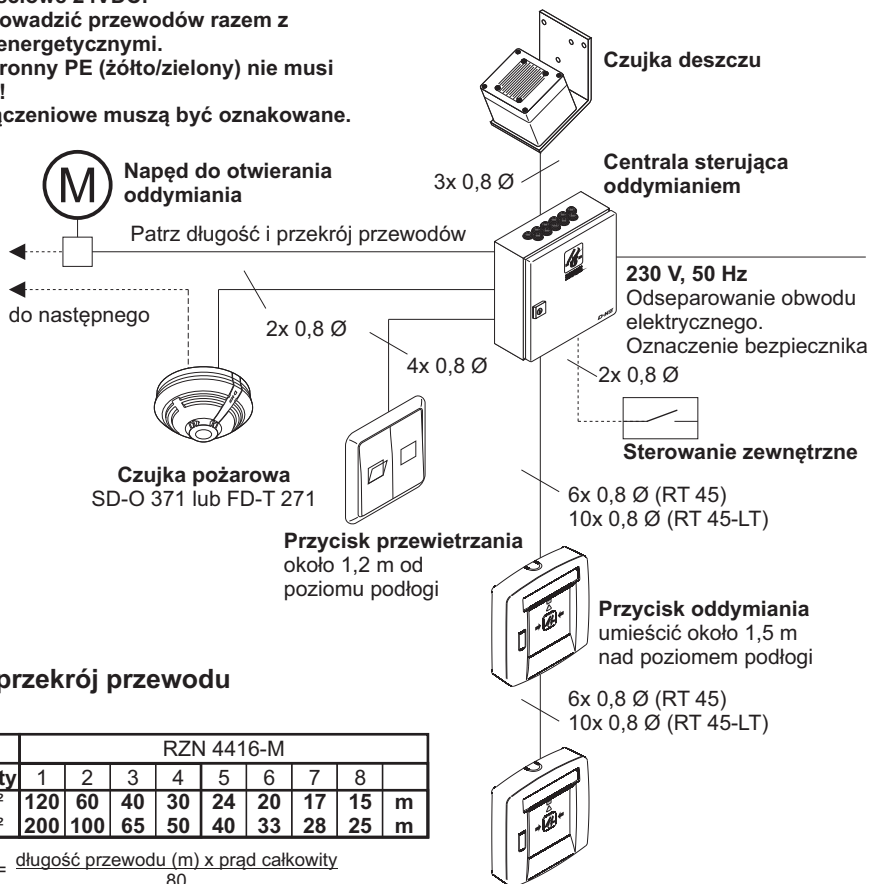 24VDC.
razem z
energetycznymi.
PE (żółto/zielony) nie musi
!
muszą być oznakowane.
Czujka deszczu
M
Napęd do otwierania
oddymiania
3x 0,8 Ø
Centrala sterująca
oddymianiem
Patrz długość i przekrój przewodów
do następnego
2x 0,8 Ø
4x 0,8 Ø
230 V, 50 Hz
Odseparowanie obwodu
elektrycznego.
Oznaczenie bezpiecznika
2x 0,8 Ø
Sterowanie zewnętrzne
Czujka pożarowa
SD-O 371 lub FD-T 271
6x 0,8 Ø (RT 45)
10x 0,8 Ø (RT 45-LT)
Przycisk przewietrzania
około 1,2 m od
poziomu podłogi
Przycisk oddymiania
umieścić około 1,5 m
nad poziomem podłogi
przekrój przewodu
6x 0,8 Ø (RT 45)
10x 0,8 Ø (RT 45-LT)
RZN 4416-M
ty 1 2 3 4 5 6 7 8
² 120 60 40 30 24 20 17 15 m
² 200 100 65 50 40 33 28 25 m
= długość przewodu (m) x prąd całkowity
80